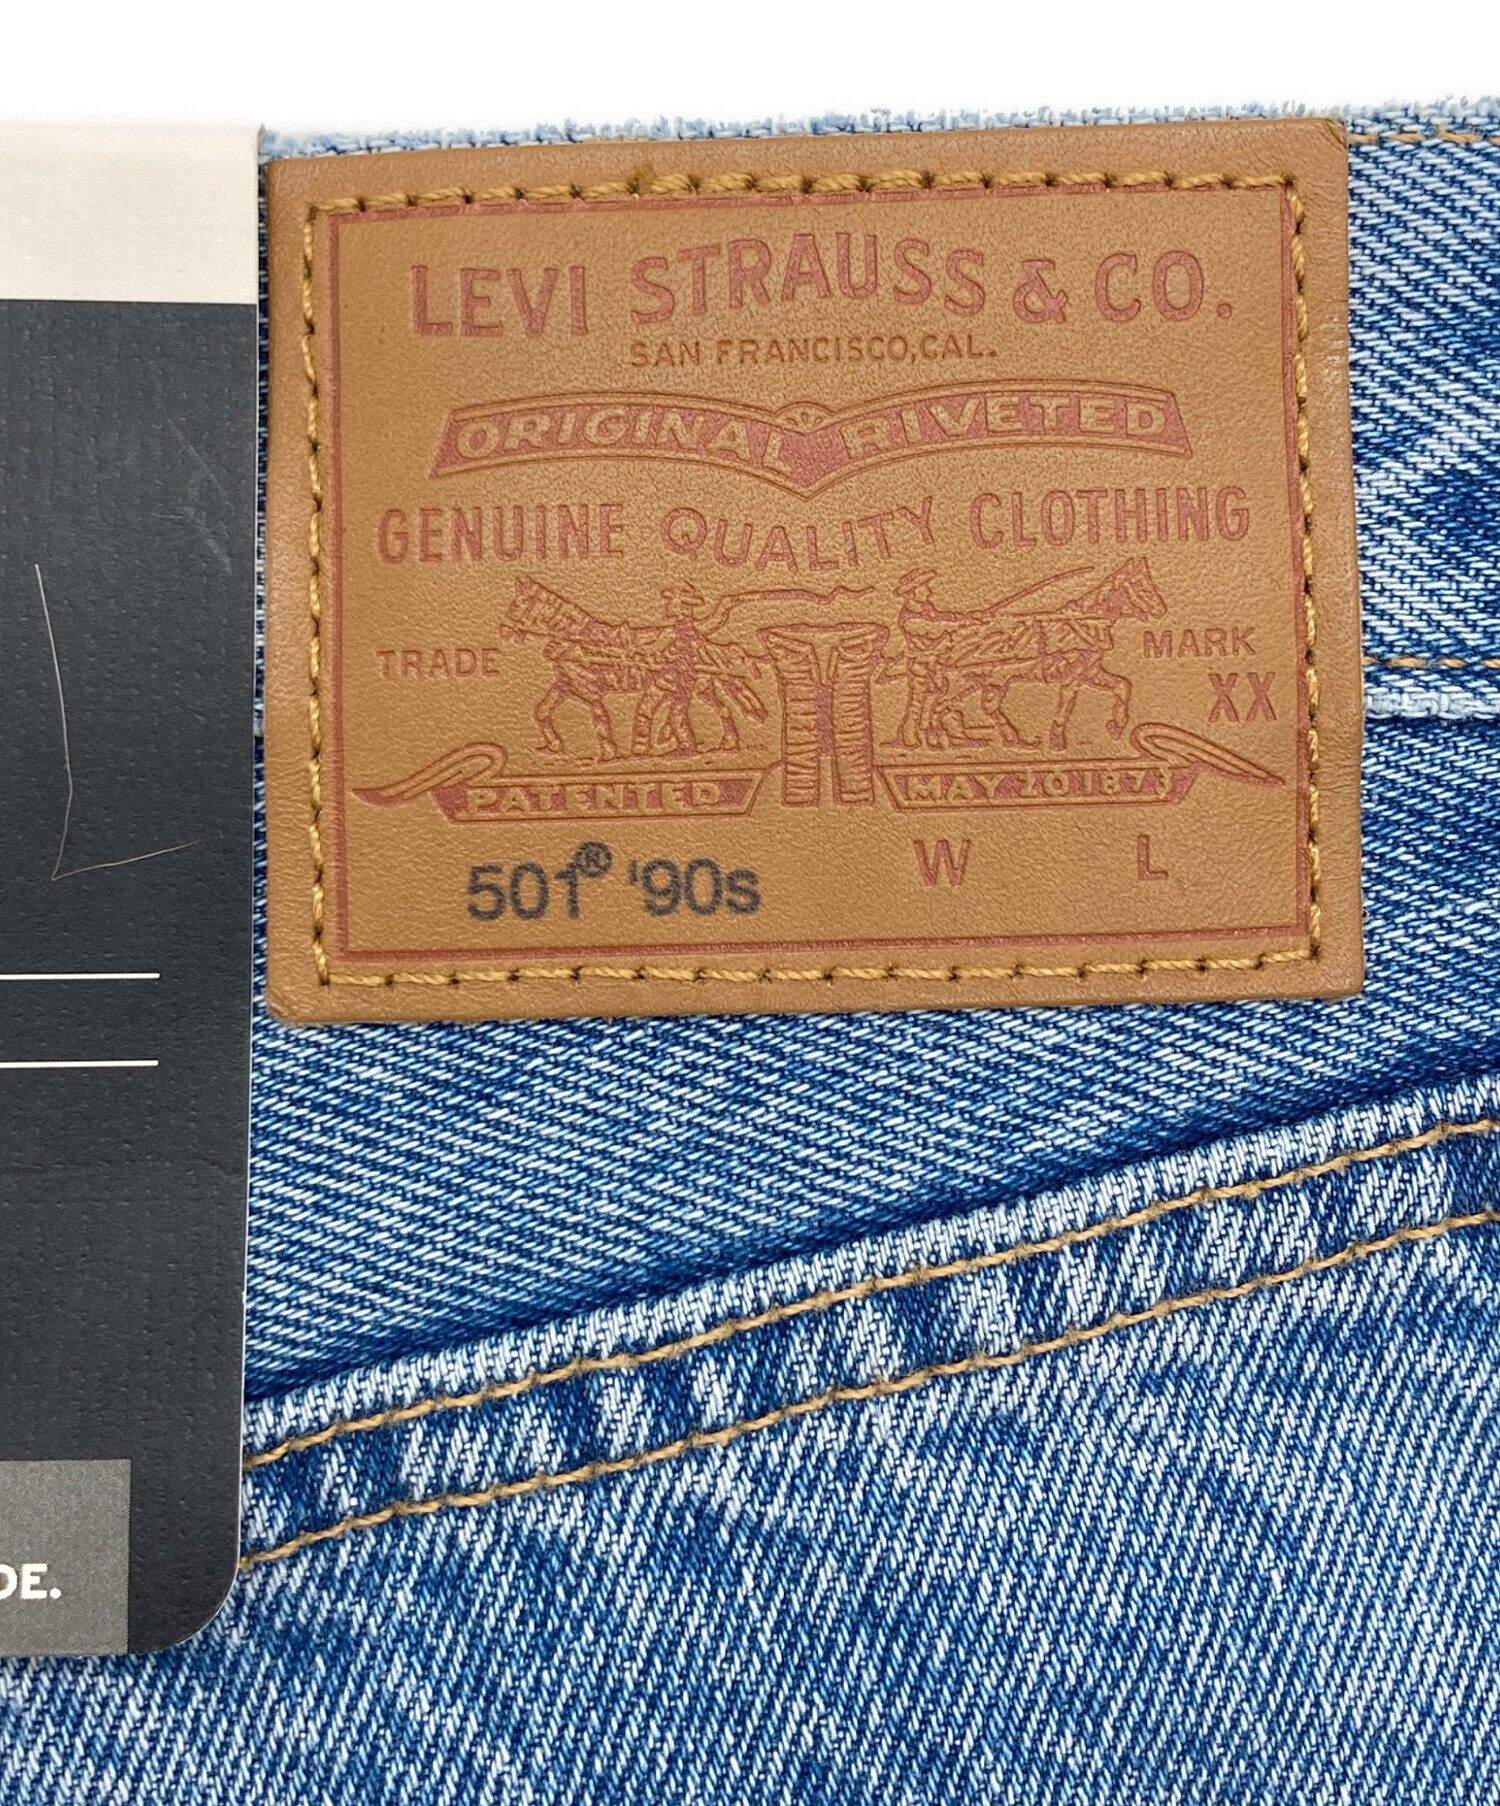 LEVI STRAUSS & CO.
SAN FRANCISCO,CAL.
ORIGINAL RIVETED
GENUINE QUALITY CLOTHING
TRADE MARK
XX
PATENTED MAY 20 1873
501® '90s W L
DE.